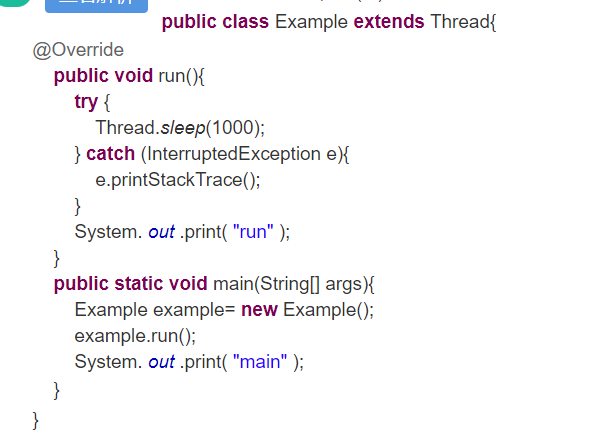 public class Example extends Thread{
@Override
public void run(){
try {
Thread.sleep(1000);
} catch (InterruptedException e){
e.printStackTrace();
}
System. out .print( "run" );
}
public static void main(String[] args){
Example example= new Example();
example.run();
System. out .print( "main" );
}
}